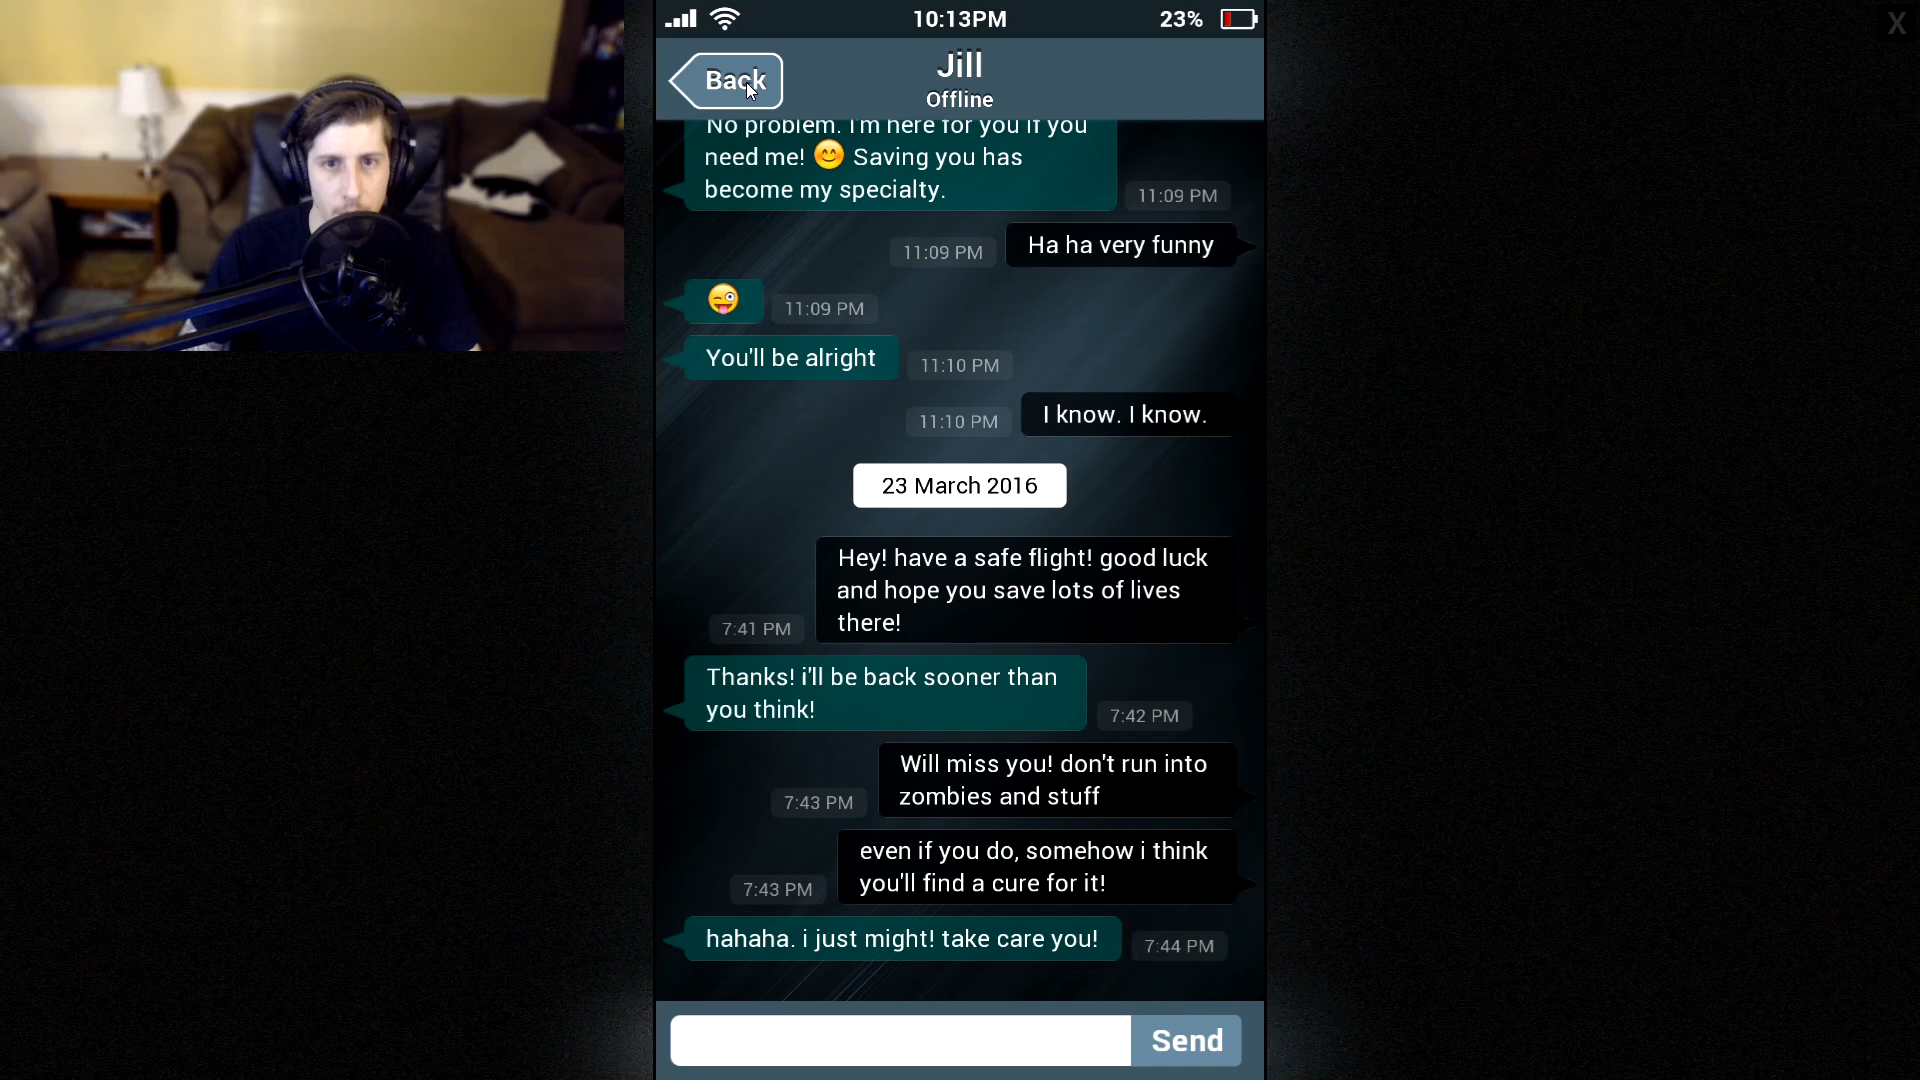 10:13PM
23%
X
Back
Jill
Offline
No problem. I'm here for you if you
need me! 😊 Saving you has
become my specialty.
11:09 PM
11:09 PM
Ha ha very funny
😜
11:09 PM
You'll be alright
11:10 PM
11:10 PM
I know. I know.
23 March 2016
Hey! have a safe flight! good luck
and hope you save lots of lives
there!
7:41 PM
Thanks! i'll be back sooner than
you think!
7:42 PM
Will miss you! don't run into
zombies and stuff
7:43 PM
even if you do, somehow i think
you'll find a cure for it!
7:43 PM
hahaha. i just might! take care you!
7:44 PM
Send